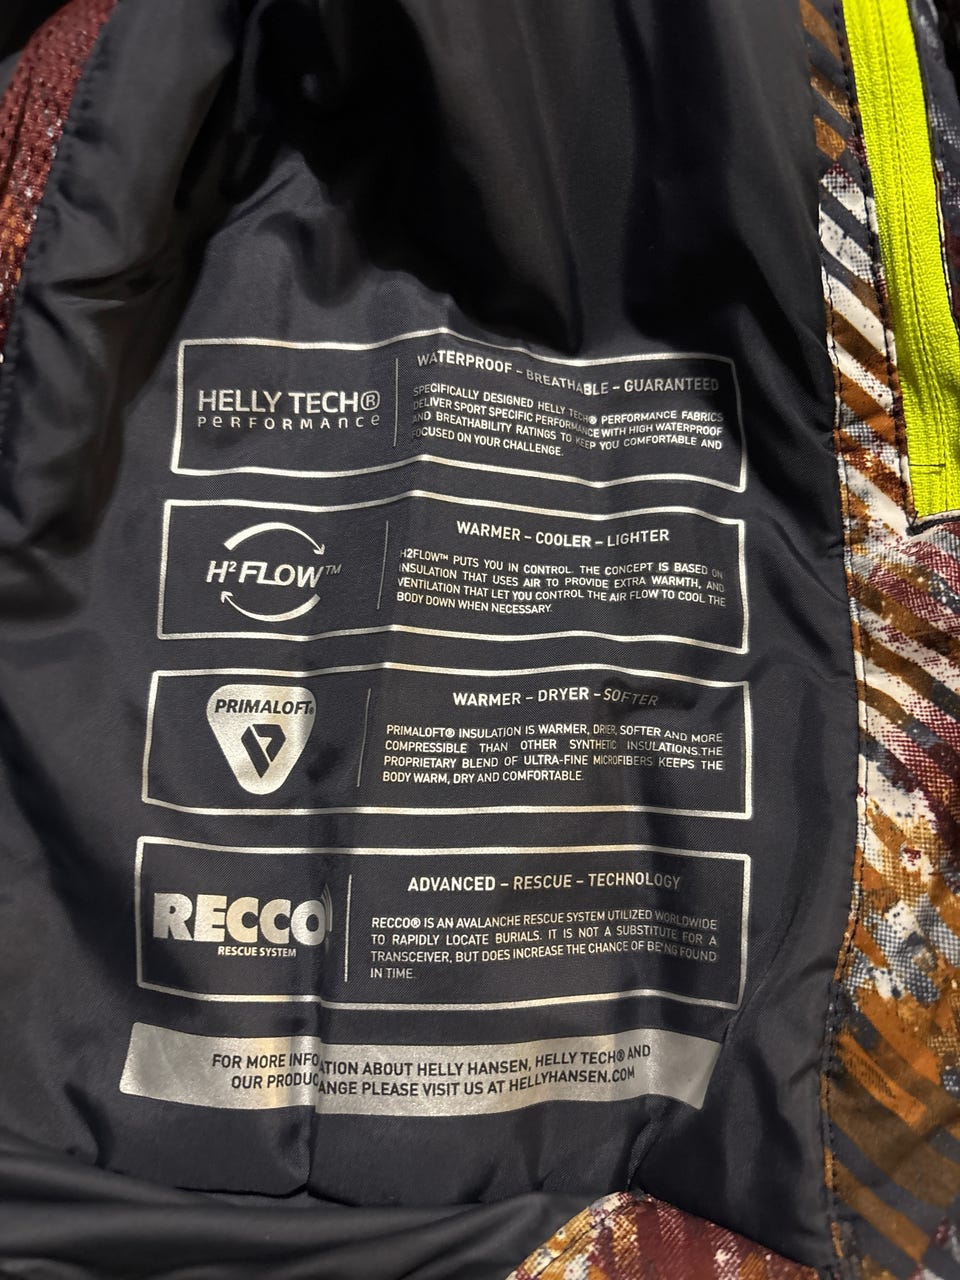 HELLY TECH®
PERFORMANCE
WATERPROOF – BREATHABLE – GUARANTEED
SPECIFICALLY DESIGNED HELLY TECH® PERFORMANCE FABRICS
DELIVER SPORT SPECIFIC PERFORMANCE WITH HIGH WATERPROOF
AND BREATHABILITY RATINGS TO KEEP YOU COMFORTABLE AND
FOCUSED ON YOUR CHALLENGE.
H² FLOW™
WARMER – COOLER – LIGHTER
H2FLOW™ PUTS YOU IN CONTROL. THE CONCEPT IS BASED ON
INSULATION THAT USES AIR TO PROVIDE EXTRA WARMTH, AND
VENTILATION THAT LET YOU CONTROL THE AIR FLOW TO COOL THE
BODY DOWN WHEN NECESSARY.
PRIMALOFT®
WARMER – DRYER – SOFTER
PRIMALOFT® INSULATION IS WARMER, DRIER, SOFTER AND MORE
COMPRESSIBLE THAN OTHER SYNTHETIC INSULATIONS.THE
PROPRIETARY BLEND OF ULTRA-FINE MICROFIBERS KEEPS THE
BODY WARM, DRY AND COMFORTABLE.
RECCO
RESCUE SYSTEM
ADVANCED – RESCUE – TECHNOLOGY
RECCO® IS AN AVALANCHE RESCUE SYSTEM UTILIZED WORLDWIDE
TO RAPIDLY LOCATE BURIALS. IT IS NOT A SUBSTITUTE FOR A
TRANSCEIVER, BUT DOES INCREASE THE CHANCE OF BEING FOUND
IN TIME.
FOR MORE INFO ATION ABOUT HELLY HANSEN, HELLY TECH® AND
OUR PRODUC ANGE PLEASE VISIT US AT HELLYHANSEN.COM